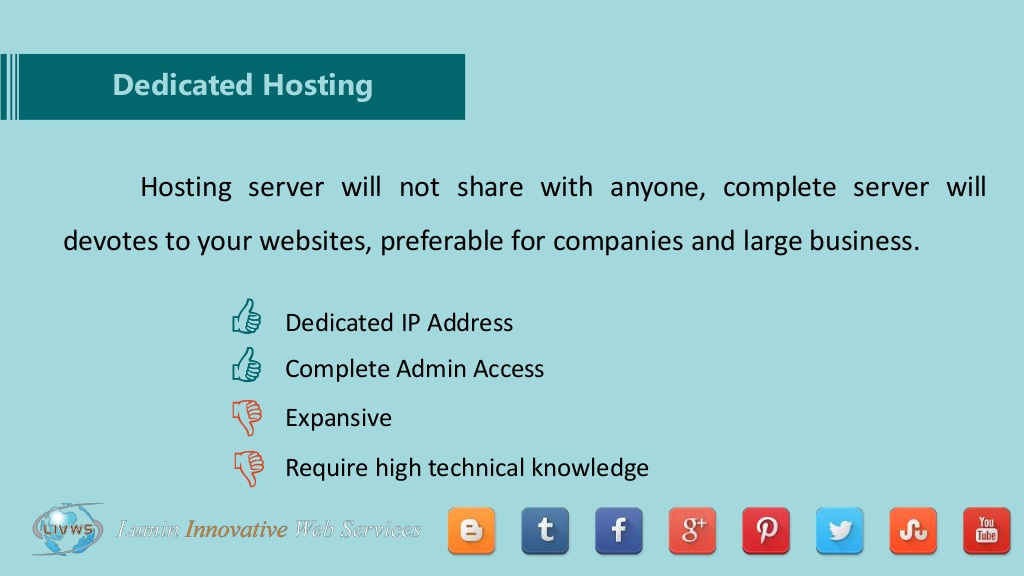 Dedicated Hosting
Hosting server will not share with anyone, complete server will
devotes to your websites, preferable for companies and large business.
Dedicated IP Address
Complete Admin Access
Expansive
Require high technical knowledge
LIVWS Lumin Innovative Web Services
t f g+ You
Tube